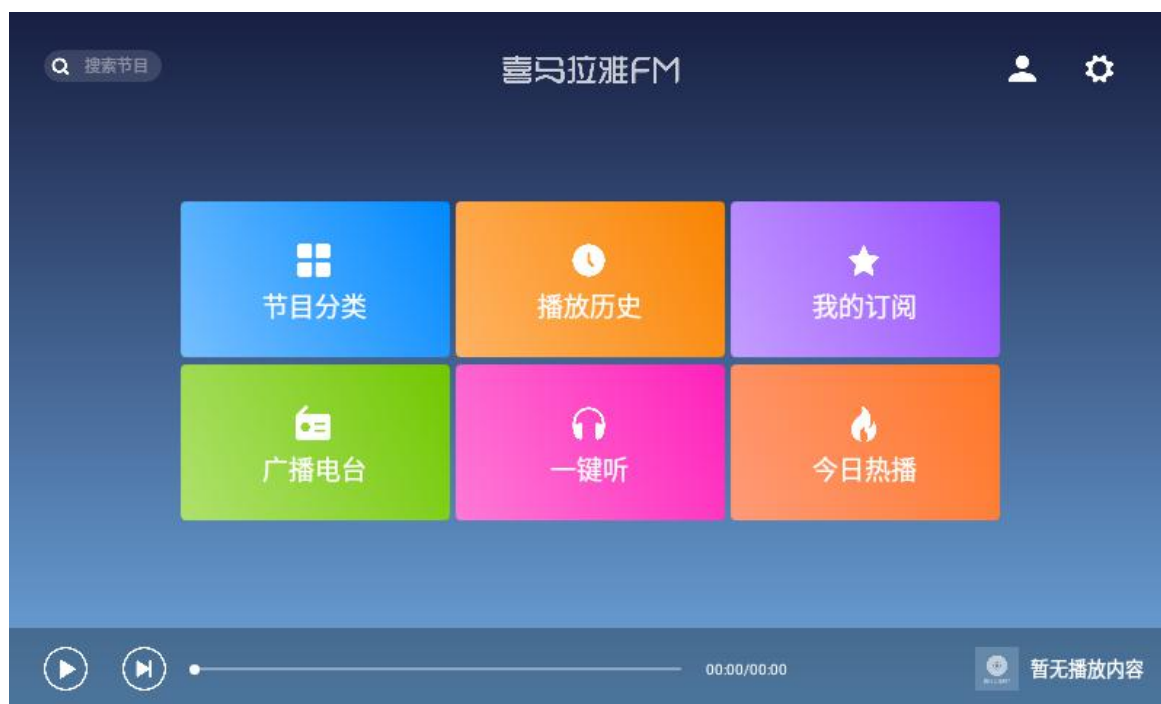 搜索节目
喜马拉雅FM
节目分类
播放历史
我的订阅
广播电台
一键听
今日热播
00:00/00:00
暂无播放内容